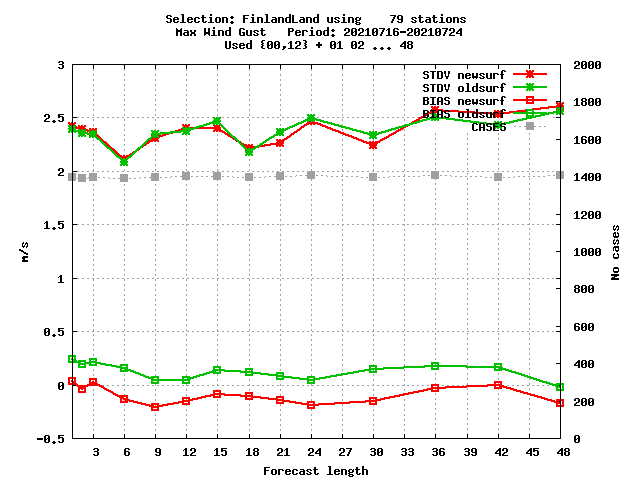 Selection: FinlandLand using 79 stations
Max Wind Gust Period: 20210716-20210724
Used {00,12} + 01 02 ... 48
STDV newsurf
STDV oldsurf
BIAS newsurf
BIAS oldsurf
CASES
3
2.5
2
1.5
1
0.5
0
-0.5
m/s
2000
1800
1600
1400
1200
1000
800
600
400
200
0
No cases
3 6 9 12 15 18 21 24 27 30 33 36 39 42 45 48
Forecast length